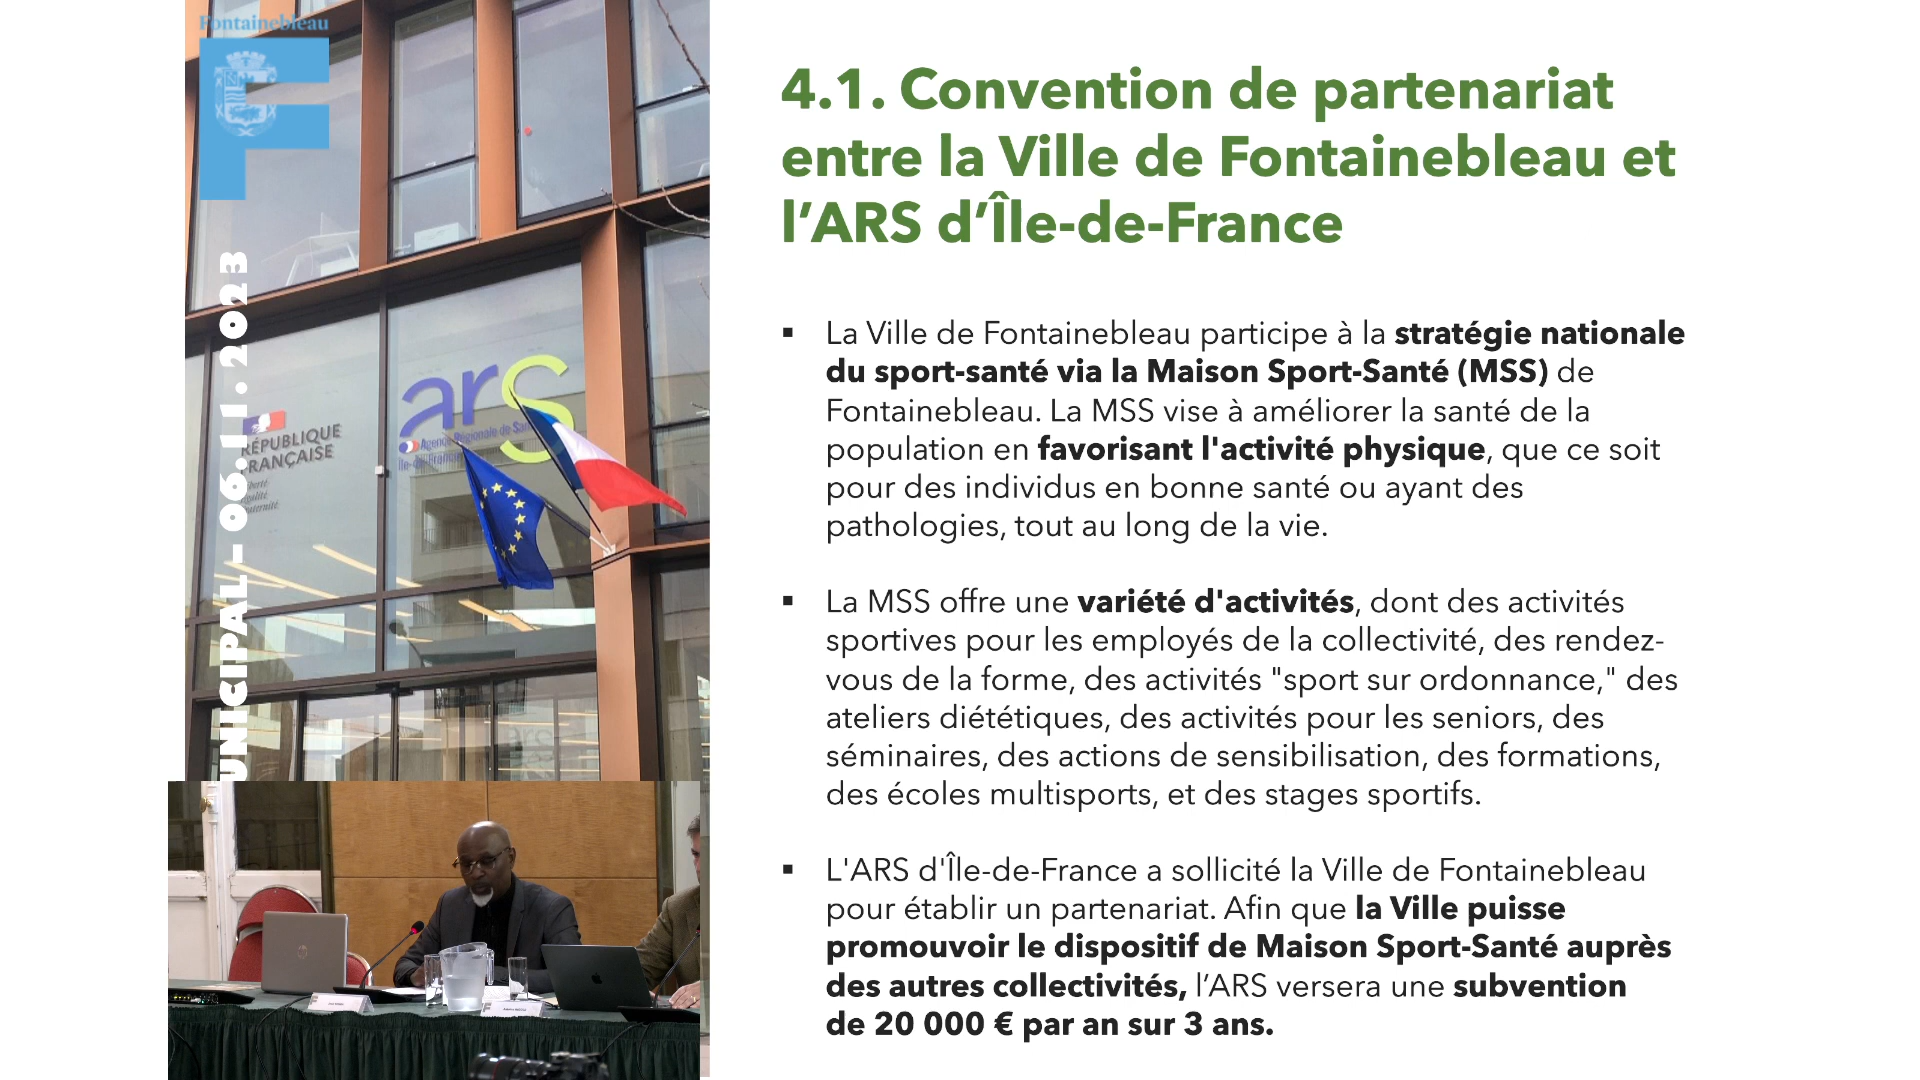 Fontainebleau
UNICIPAL – 06.11.2023
RÉPUBLIQUE
FRANÇAISE
ars
Agence Régionale de
Île-de-France
4.1. Convention de partenariat
entre la Ville de Fontainebleau et
l’ARS d’Île-de-France
▪ La Ville de Fontainebleau participe à la stratégie nationale
du sport-santé via la Maison Sport-Santé (MSS) de
Fontainebleau. La MSS vise à améliorer la santé de la
population en favorisant l'activité physique, que ce soit
pour des individus en bonne santé ou ayant des
pathologies, tout au long de la vie.
▪ La MSS offre une variété d'activités, dont des activités
sportives pour les employés de la collectivité, des rendez-
vous de la forme, des activités "sport sur ordonnance," des
ateliers diététiques, des activités pour les seniors, des
séminaires, des actions de sensibilisation, des formations,
des écoles multisports, et des stages sportifs.
▪ L'ARS d'Île-de-France a sollicité la Ville de Fontainebleau
pour établir un partenariat. Afin que la Ville puisse
promouvoir le dispositif de Maison Sport-Santé auprès
des autres collectivités, l’ARS versera une subvention
de 20 000 € par an sur 3 ans.